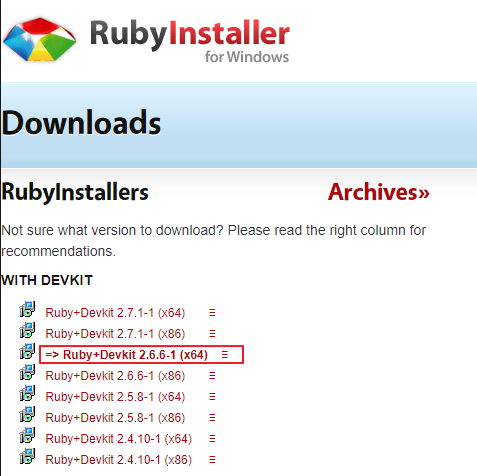 RubyInstaller
for Windows
Downloads
RubyInstallers
Archives»
Not sure what version to download? Please read the right column for
recommendations.
WITH DEVKIT
Ruby+Devkit 2.7.1-1 (x64)
Ruby+Devkit 2.7.1-1 (x86)
=> Ruby+Devkit 2.6.6-1 (x64)
Ruby+Devkit 2.6.6-1 (x86)
Ruby+Devkit 2.5.8-1 (x64)
Ruby+Devkit 2.5.8-1 (x86)
Ruby+Devkit 2.4.10-1 (x64)
Ruby+Devkit 2.4.10-1 (x86)